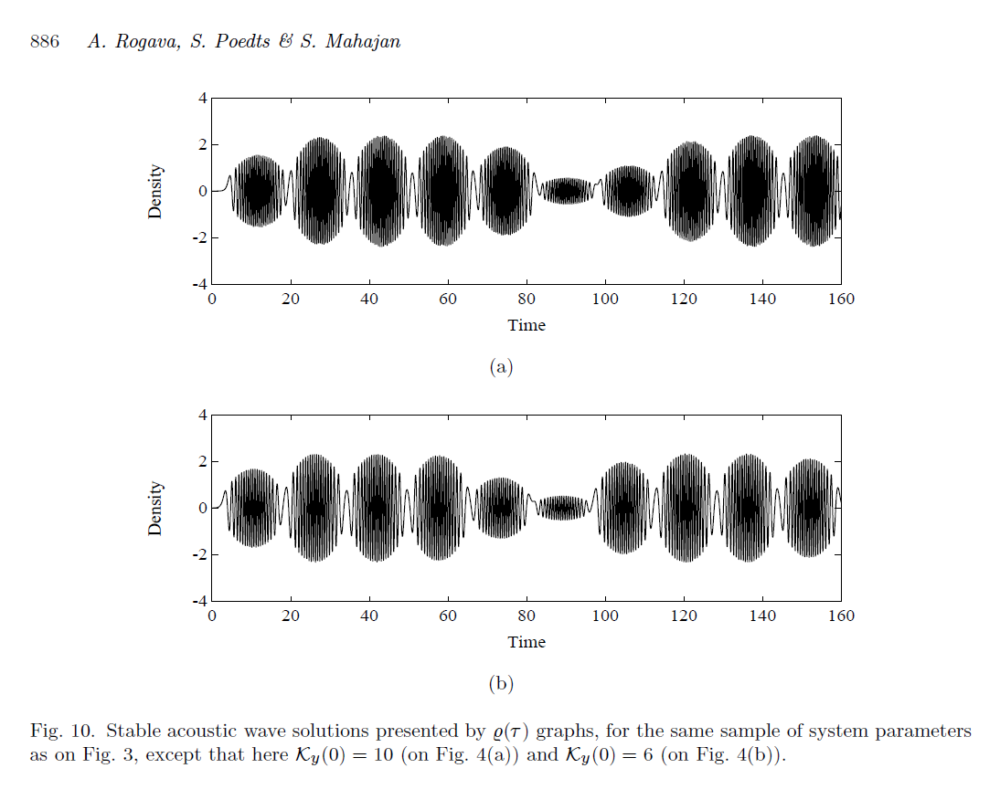 886 A. Rogava, S. Poedts & S. Mahajan
4
2
0
-2
-4
Density
0 20 40 60 80 100 120 140 160
Time
(a)
4
2
0
-2
-4
Density
0 20 40 60 80 100 120 140 160
Time
(b)
Fig. 10. Stable acoustic wave solutions presented by ϱ(τ) graphs, for the same sample of system parameters
as on Fig. 3, except that here 𝒦y(0) = 10 (on Fig. 4(a)) and 𝒦y(0) = 6 (on Fig. 4(b)).